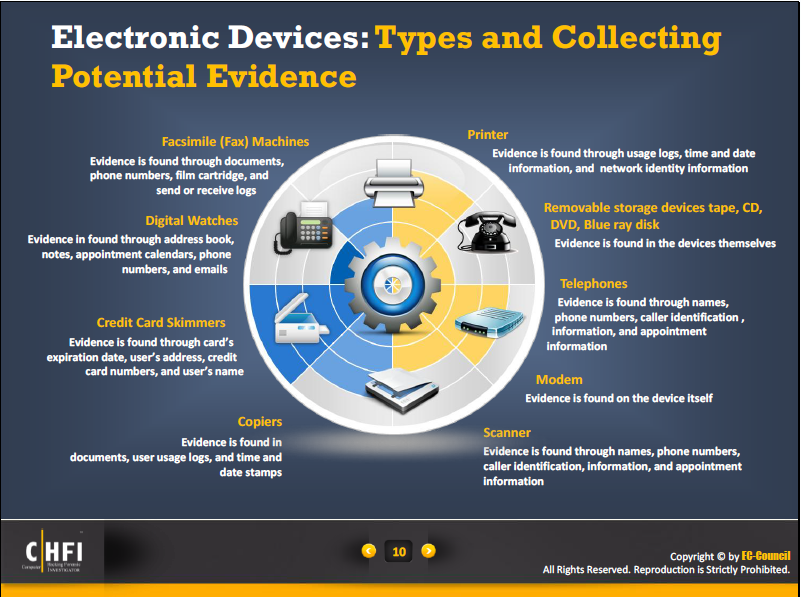 Electronic Devices: Types and Collecting
Potential Evidence
Facsimile (Fax) Machines
Evidence is found through documents,
phone numbers, film cartridge, and
send or receive logs
Digital Watches
Evidence in found through address book,
notes, appointment calendars, phone
numbers, and emails
Credit Card Skimmers
Evidence is found through card's
expiration date, user's address, credit
card numbers, and user's name
Copiers
Evidence is found in
documents, user usage logs, and time and
date stamps
Printer
Evidence is found through usage logs, time and date
information, and network identity information
Removable storage devices tape, CD,
DVD, Blue ray disk
Evidence is found in the devices themselves
Telephones
Evidence is found through names,
phone numbers, caller identification ,
information, and appointment
information
Modem
Evidence is found on the device itself
Scanner
Evidence is found through names, phone numbers,
caller identification, information, and appointment
information
CHFI
Computer Hacking Forensic
INVESTIGATOR
10
Copyright © by EC-Council
All Rights Reserved. Reproduction is Strictly Prohibited.